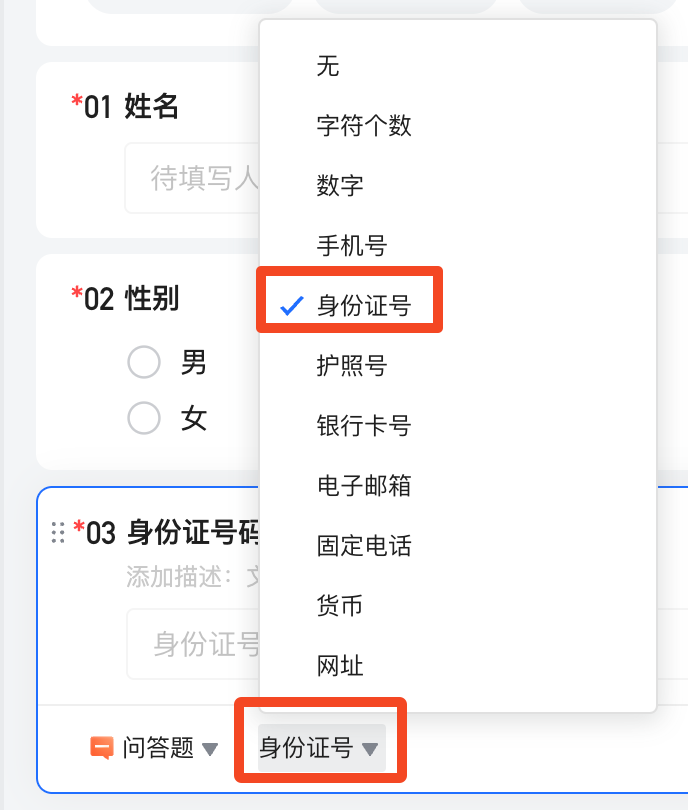 *01 姓名
待填写人
*02 性别
男
女
*03 身份证号码
添加描述：文
身份证号
问答题
身份证号
无
字符个数
数字
手机号
身份证号
护照号
银行卡号
电子邮箱
固定电话
货币
网址